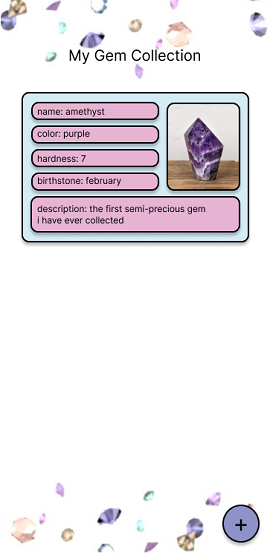 My Gem Collection
name: amethyst
color: purple
hardness: 7
birthstone: february
description: the first semi-precious gem
i have ever collected
+